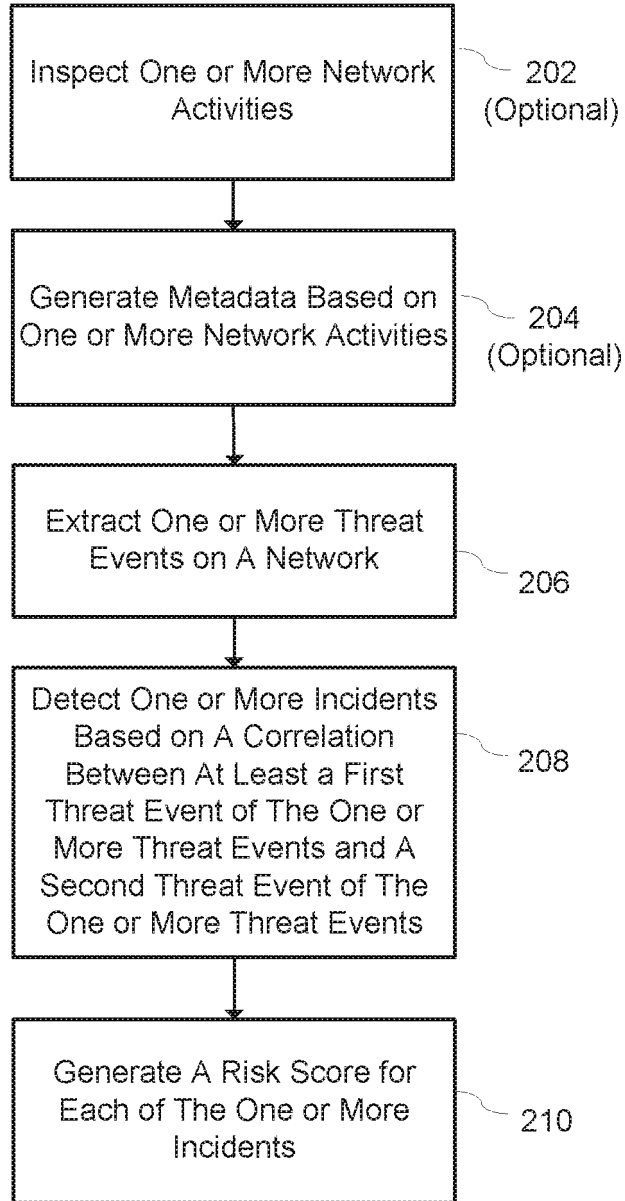 Inspect One or More Network
Activities
202
(Optional)
Generate Metadata Based on
One or More Network Activities
204
(Optional)
Extract One or More Threat
Events on A Network
206
Detect One or More Incidents
Based on A Correlation
Between At Least a First
Threat Event of The One or
More Threat Events and A
Second Threat Event of The
One or More Threat Events
208
Generate A Risk Score for
Each of The One or More
Incidents
210